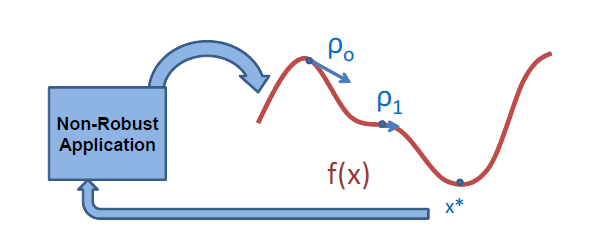 ρo
ρ1
Non-Robust
Application
f(x)
x*